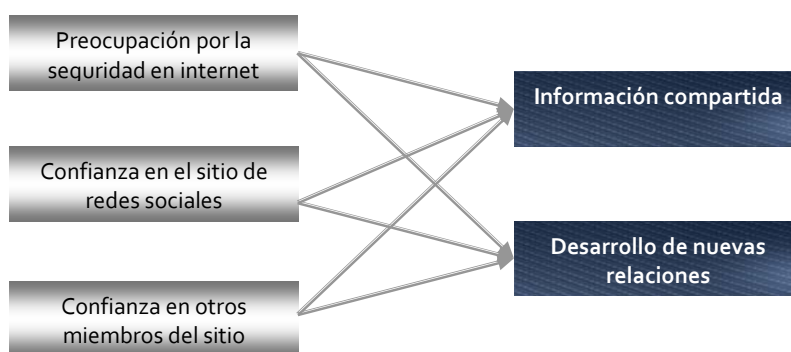 Preocupación por la
seguridad en internet
Información compartida
Confianza en el sitio de
redes sociales
Desarrollo de nuevas
relaciones
Confianza en otros
miembros del sitio